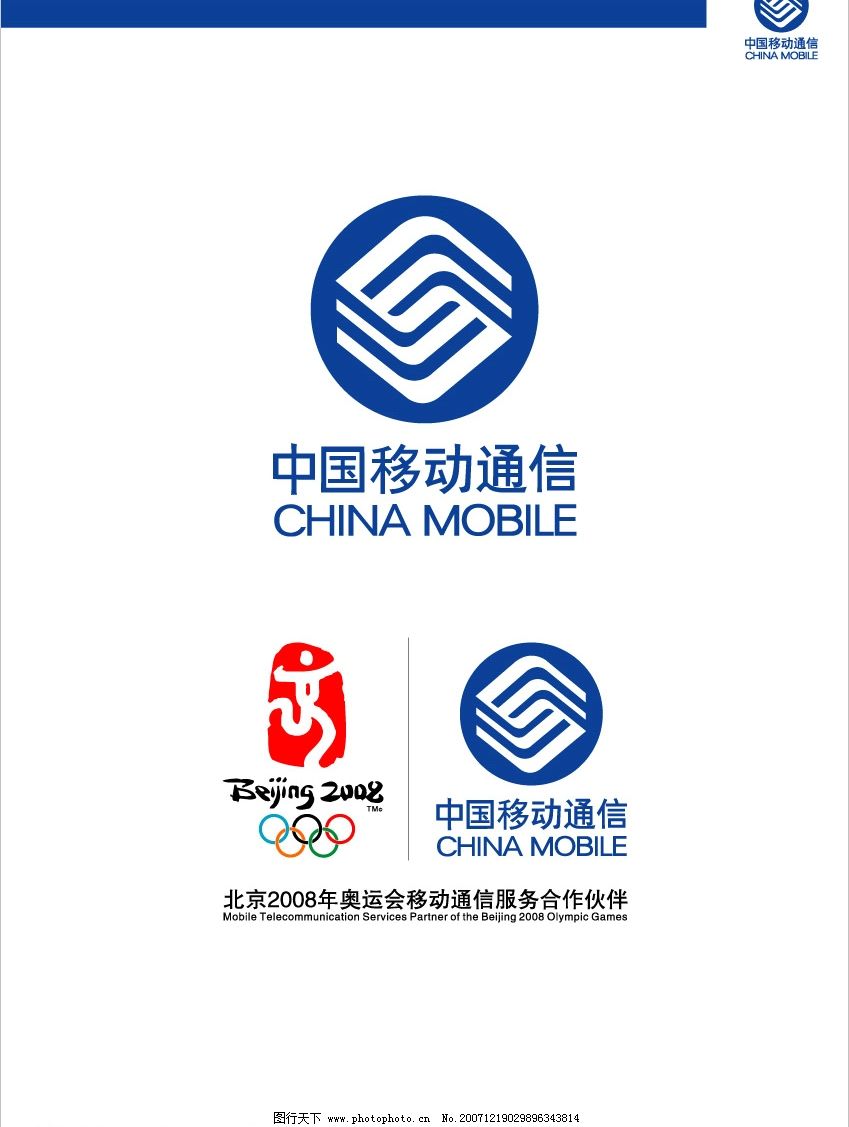 中国移动通信
CHINA MOBILE
中国移动通信
CHINA MOBILE
Beijing 2008
TM
中国移动通信
CHINA MOBILE
北京2008年奥运会移动通信服务合作伙伴
Mobile Telecommunication Services Partner of the Beijing 2008 Olympic Games
图行天下 www.photophoto.cn No.20071219029896343814